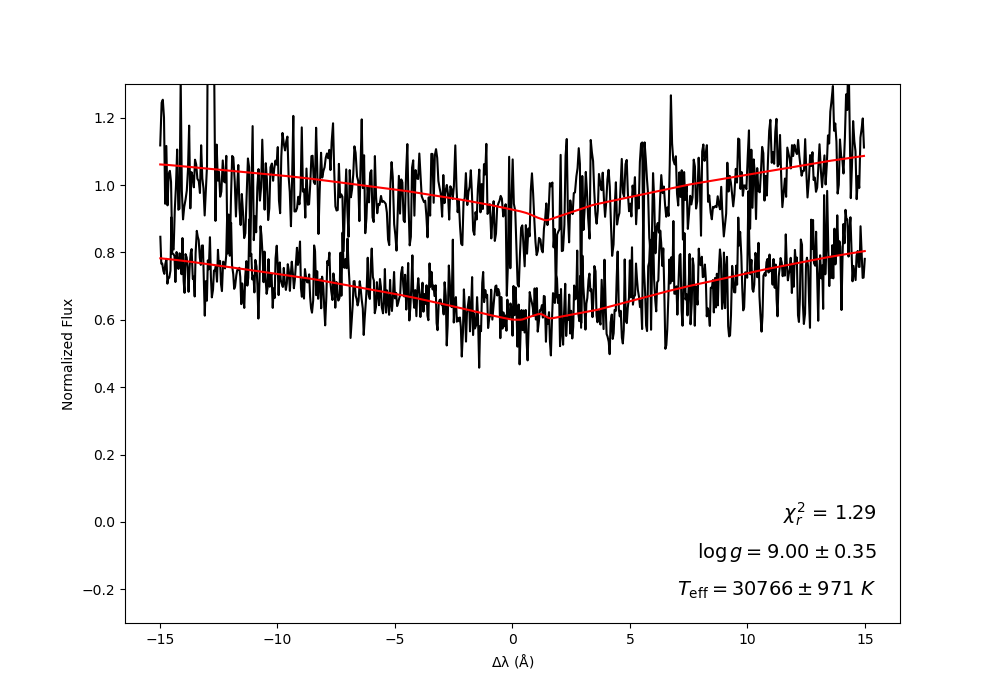 1.2
1.0
0.8
0.6
0.4
0.2
0.0
−0.2
Normalized Flux
χ²ᵣ = 1.29
log g = 9.00 ± 0.35
T_eff = 30766 ± 971 K
−15 −10 −5 0 5 10 15
Δλ (Å)